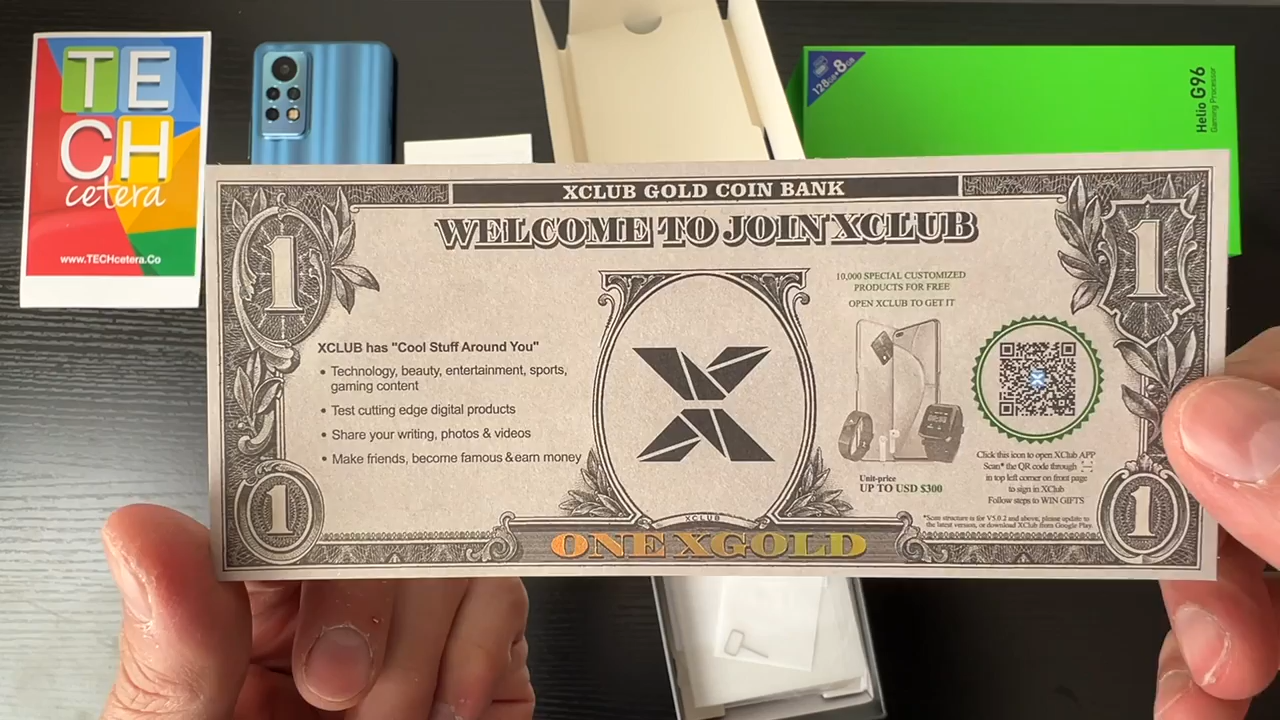 TE
CH
cetera
www.TECHcetera.Co
128GB+8GB
Helio G96
Gaming Processor
XCLUB GOLD COIN BANK
WELCOME TO JOIN XCLUB
1
1
10,000 SPECIAL CUSTOMIZED
PRODUCTS FOR FREE
OPEN XCLUB TO GET IT
XCLUB has "Cool Stuff Around You"
• Technology, beauty, entertainment, sports,
gaming content
• Test cutting edge digital products
• Share your writing, photos & videos
• Make friends, become famous & earn money
Unit-price
UP TO USD $300
Click this icon to open XClub APP
Scan* the QR code through
in top left corner on front page
to sign in XClub
Follow steps to WIN GIFTS
*Scan structure is for V5.0.2 and above, please update to
the latest version, or download XClub from Google Play.
1
1
XCLUB
ONE XGOLD